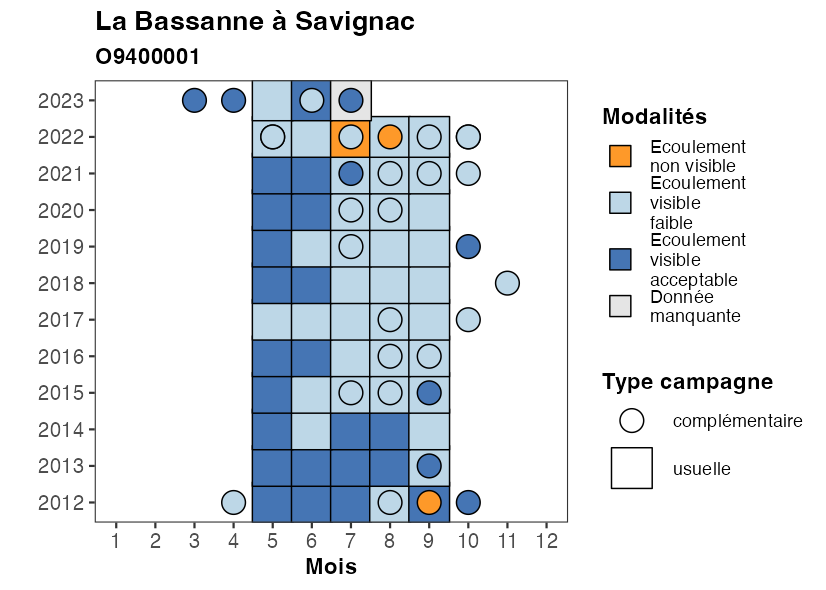 La Bassanne à Savignac
O9400001
2023
2022
2021
2020
2019
2018
2017
2016
2015
2014
2013
2012
1 2 3 4 5 6 7 8 9 10 11 12
Mois
Modalités
Ecoulement
non visible
Ecoulement
visible
faible
Ecoulement
visible
acceptable
Donnée
manquante
Type campagne
complémentaire
usuelle